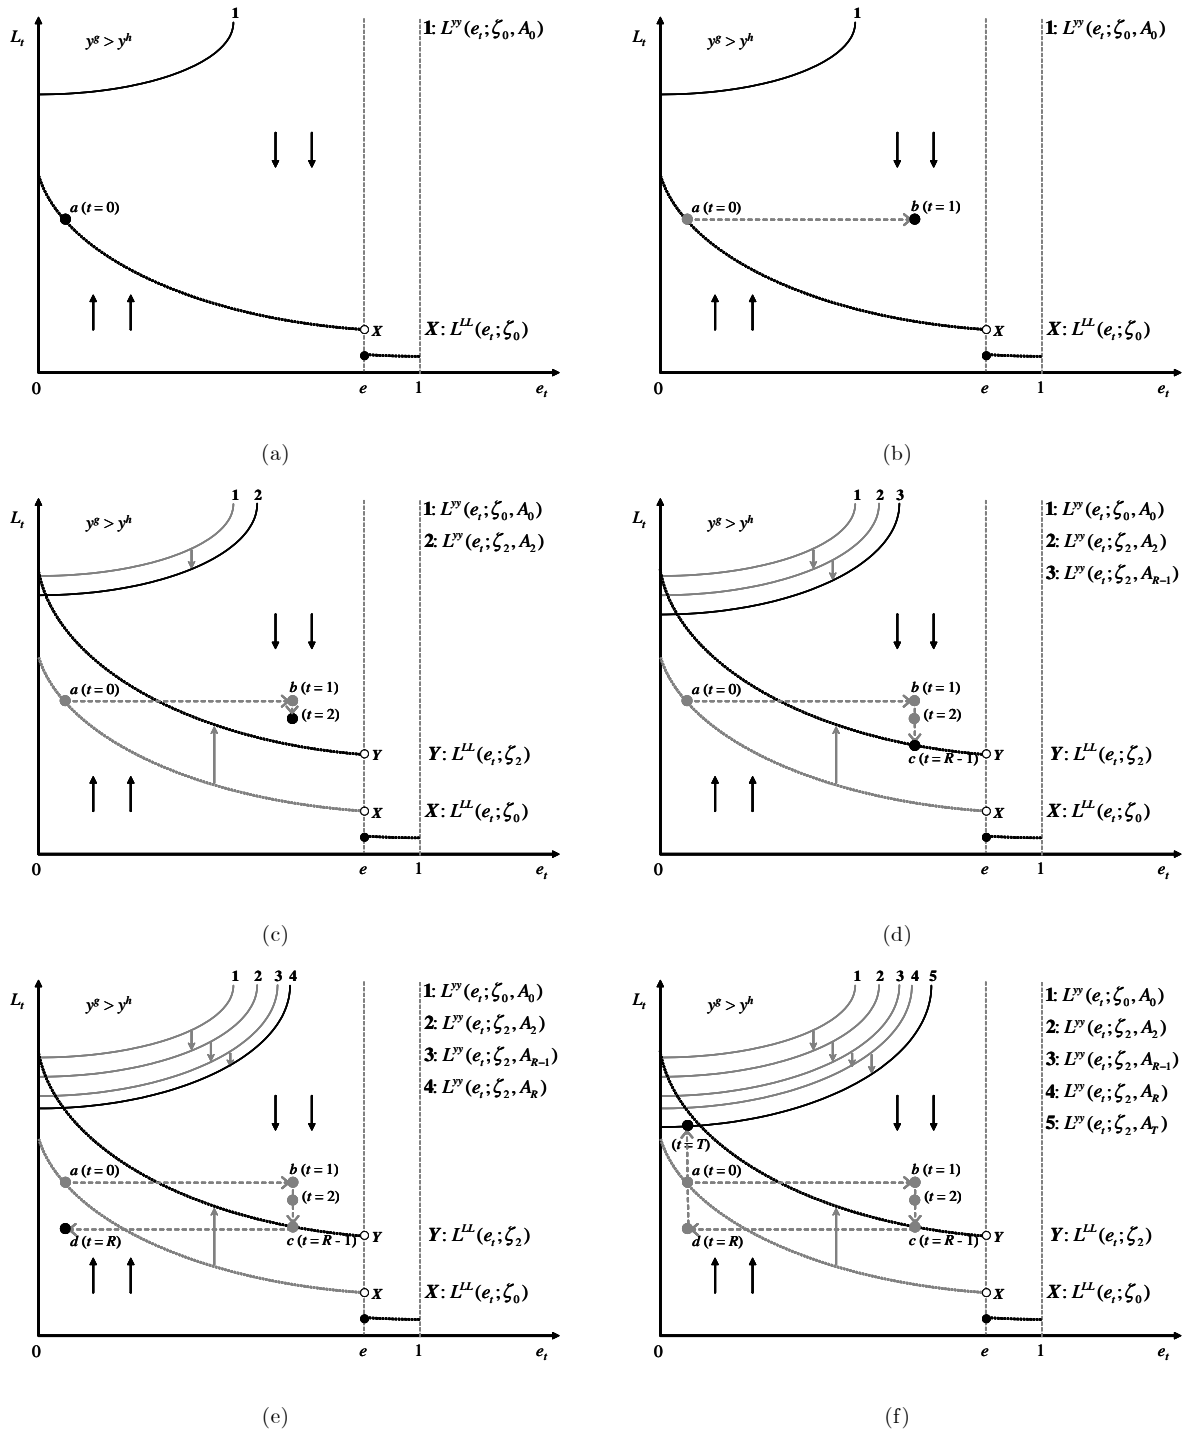 1
L_t
y^g > y^h
1: L^{yy}(e_t; ζ_0, A_0)
a (t = 0)
X
X: L^{LL}(e_t; ζ_0)
0
e
1
e_t
(a)
1
L_t
y^g > y^h
1: L^{yy}(e_t; ζ_0, A_0)
a (t = 0)
b (t = 1)
X
X: L^{LL}(e_t; ζ_0)
0
e
1
e_t
(b)
1 2
L_t
y^g > y^h
1: L^{yy}(e_t; ζ_0, A_0)
2: L^{yy}(e_t; ζ_2, A_2)
a (t = 0)
b (t = 1)
(t = 2)
Y
Y: L^{LL}(e_t; ζ_2)
X
X: L^{LL}(e_t; ζ_0)
0
e
1
e_t
(c)
1 2 3
L_t
y^g > y^h
1: L^{yy}(e_t; ζ_0, A_0)
2: L^{yy}(e_t; ζ_2, A_2)
3: L^{yy}(e_t; ζ_2, A_{R-1})
a (t = 0)
b (t = 1)
(t = 2)
c (t = R - 1)
Y
Y: L^{LL}(e_t; ζ_2)
X
X: L^{LL}(e_t; ζ_0)
0
e
1
e_t
(d)
1 2 3 4
L_t
y^g > y^h
1: L^{yy}(e_t; ζ_0, A_0)
2: L^{yy}(e_t; ζ_2, A_2)
3: L^{yy}(e_t; ζ_2, A_{R-1})
4: L^{yy}(e_t; ζ_2, A_R)
a (t = 0)
b (t = 1)
(t = 2)
d (t = R)
c (t = R - 1)
Y
Y: L^{LL}(e_t; ζ_2)
X
X: L^{LL}(e_t; ζ_0)
0
e
1
e_t
(e)
1 2 3 4 5
L_t
y^g > y^h
1: L^{yy}(e_t; ζ_0, A_0)
2: L^{yy}(e_t; ζ_2, A_2)
3: L^{yy}(e_t; ζ_2, A_{R-1})
4: L^{yy}(e_t; ζ_2, A_R)
5: L^{yy}(e_t; ζ_2, A_T)
(t = T)
a (t = 0)
b (t = 1)
(t = 2)
d (t = R)
c (t = R - 1)
Y
Y: L^{LL}(e_t; ζ_2)
X
X: L^{LL}(e_t; ζ_0)
0
e
1
e_t
(f)